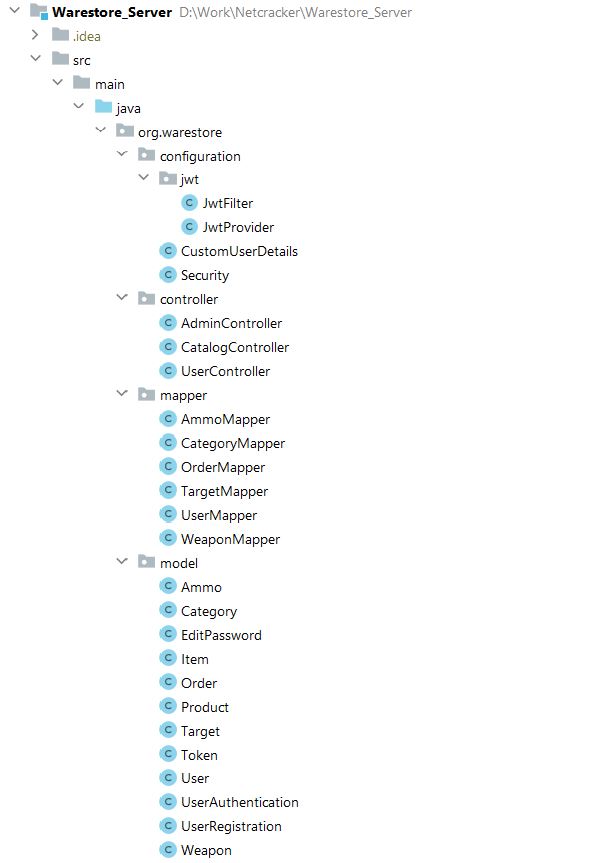 Warestore_Server D:\Work\Netcracker\Warestore_Server
.idea
src
main
java
org.warestore
configuration
jwt
C JwtFilter
C JwtProvider
C CustomUserDetails
C Security
controller
C AdminController
C CatalogController
C UserController
mapper
C AmmoMapper
C CategoryMapper
C OrderMapper
C TargetMapper
C UserMapper
C WeaponMapper
model
C Ammo
C Category
C EditPassword
C Item
C Order
C Product
C Target
C Token
C User
C UserAuthentication
C UserRegistration
C Weapon